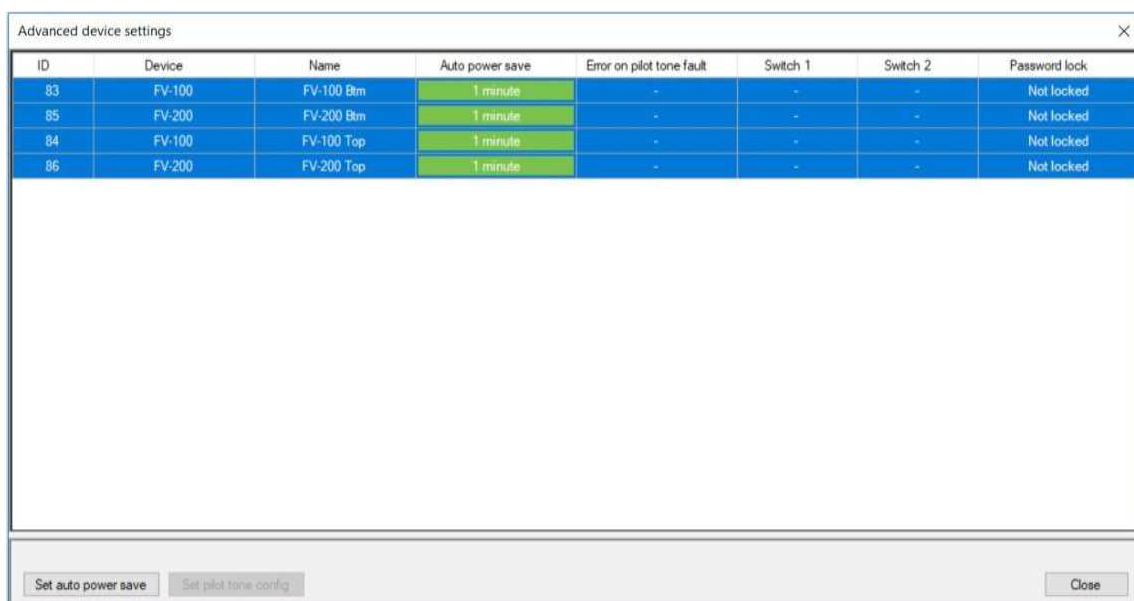 Advanced device settings
ID Device Name Auto power save Error on pilot tone fault Switch 1 Switch 2 Password lock
83 FV-100 FV-100 Btm 1 minute - - - Not locked
85 FV-200 FV-200 Btm 1 minute - - - Not locked
84 FV-100 FV-100 Top 1 minute - - - Not locked
86 FV-200 FV-200 Top 1 minute - - - Not locked
Set auto power save Set pilot tone config Close